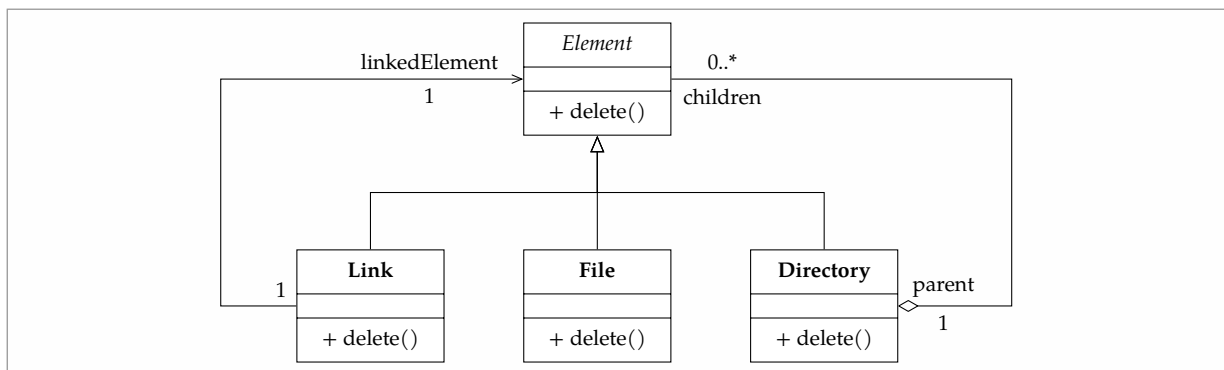 Element
linkedElement
0..*
1
children
+ delete()
Link
File
Directory
1
parent
1
+ delete()
+ delete()
+ delete()